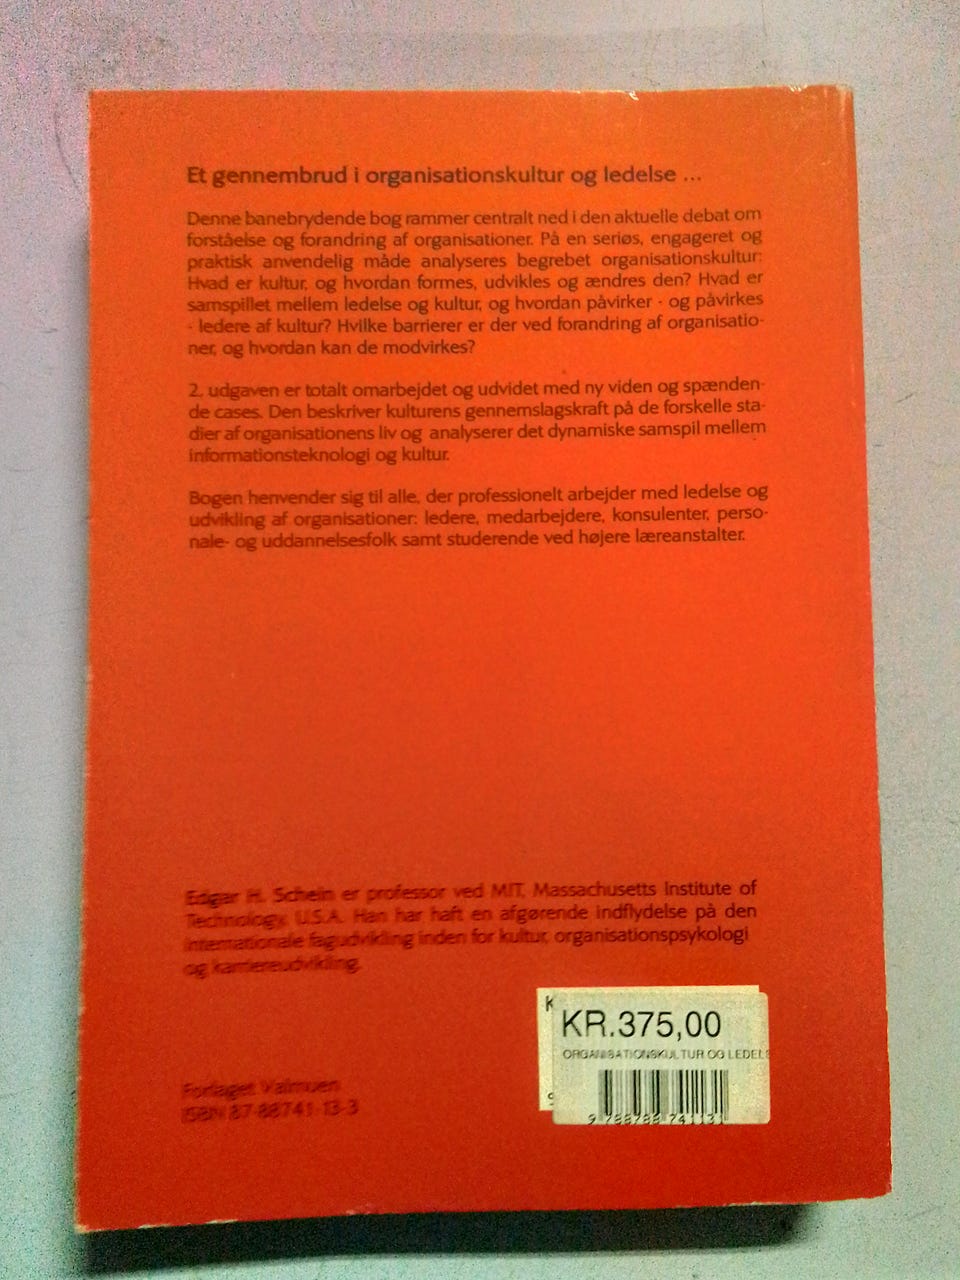 Et gennembrud i organisationskultur og ledelse ...
Denne banebrydende bog rammer centralt ned i den aktuelle debat om
forståelse og forandring af organisationer. På en seriøs, engageret og
praktisk anvendelig måde analyseres begrebet organisationskultur:
Hvad er kultur, og hvordan formes, udvikles og ændres den? Hvad er
samspillet mellem ledelse og kultur, og hvordan påvirker - og påvirkes
- ledere af kultur? Hvilke barrierer er der ved forandring af organisatio-
ner, og hvordan kan de modvirkes?
2. udgaven er totalt omarbejdet og udvidet med ny viden og spænden-
de cases. Den beskriver kulturens gennemslagskraft på de forskelle sta-
dier af organisationens liv og analyserer det dynamiske samspil mellem
informationsteknologi og kultur.
Bogen henvender sig til alle, der professionelt arbejder med ledelse og
udvikling af organisationer: ledere, medarbejdere, konsulenter, perso-
nale- og uddannelsesfolk samt studerende ved højere læreanstalter.
Edgar H. Schein er professor ved MIT, Massachusetts Institute of
Technology, U.S.A. Han har haft en afgørende indflydelse på den
internationale fagudvikling inden for kultur, organisationspsykologi
og karriereudvikling.
K
KR.375,00
ORGANISATIONSKULTUR OG LEDELS
9 788788 741131
Forlaget Valmuen
ISBN 87-88741-13-3